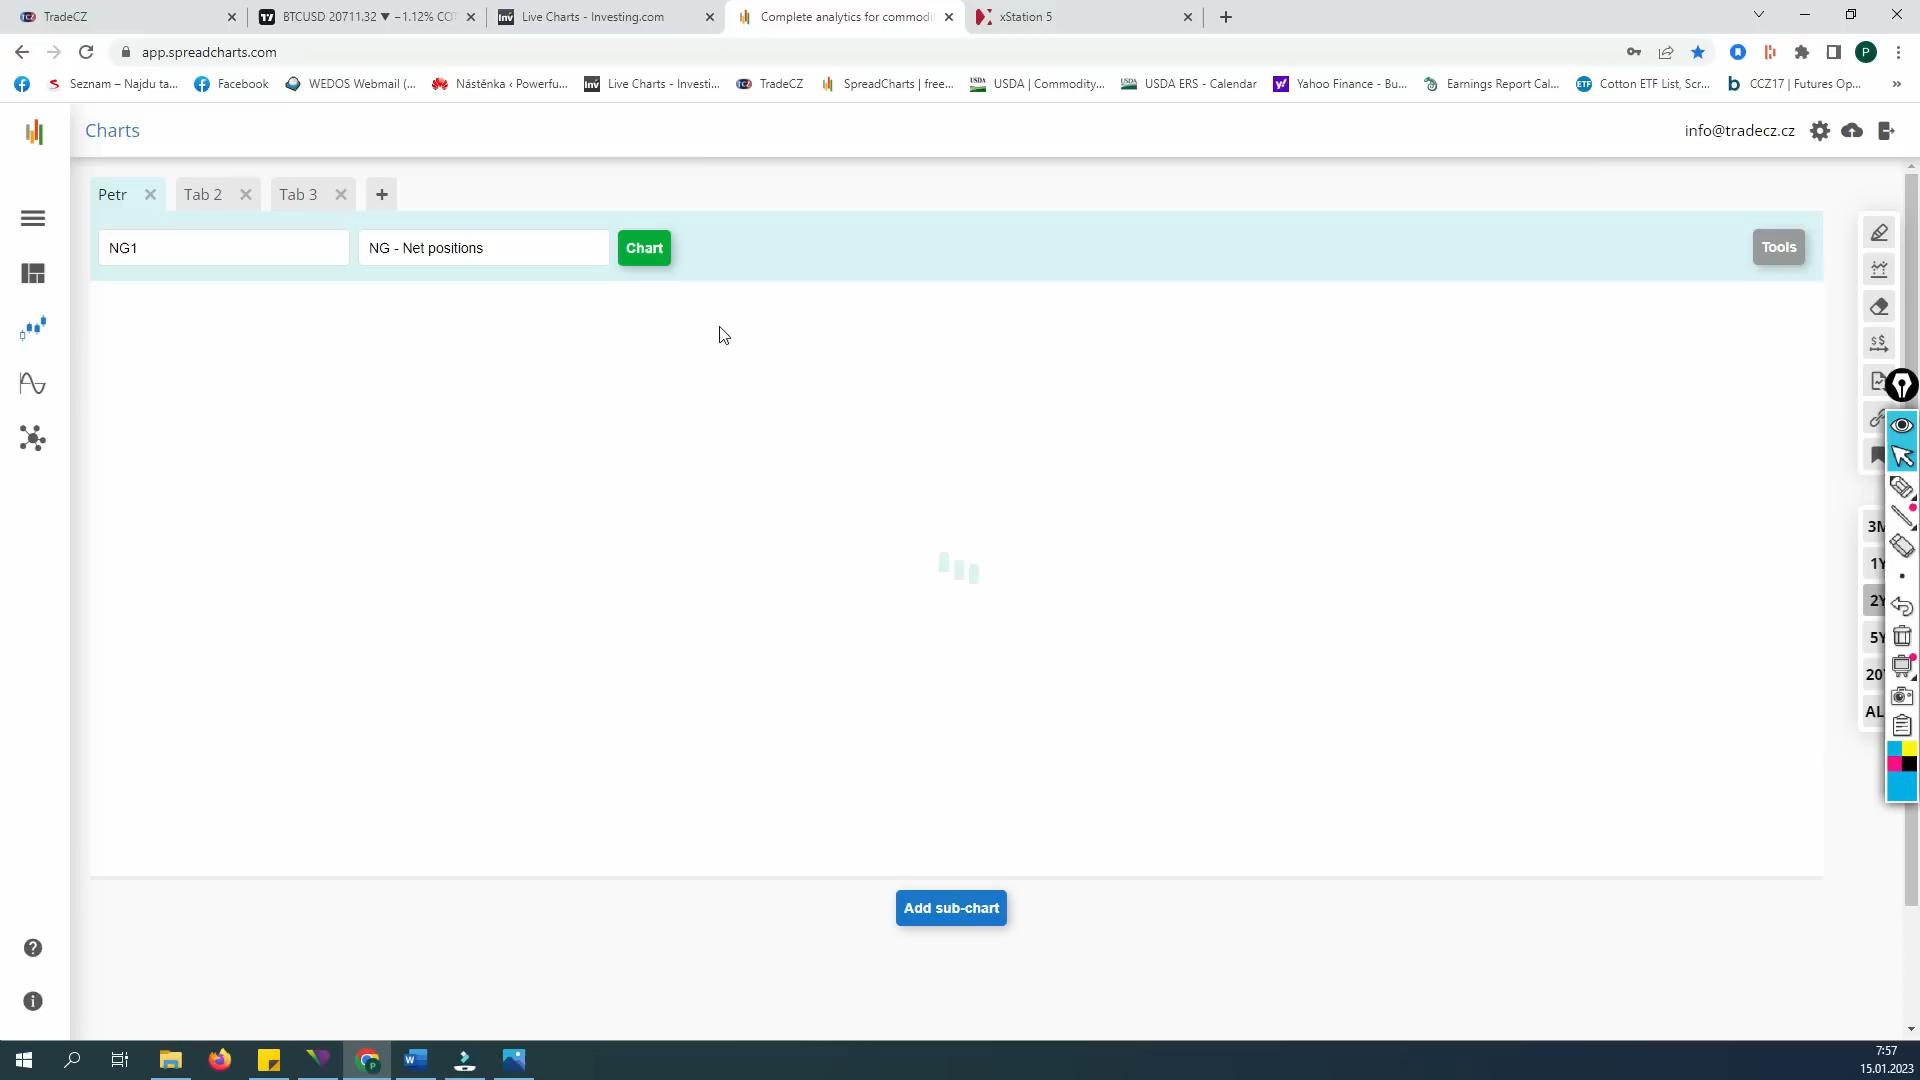 TradeCZ
BTCUSD 20711.32 ▼ −1.12% COT
Live Charts - Investing.com
Complete analytics for commodi
xStation 5
app.spreadcharts.com
P
Seznam – Najdu ta...
Facebook
WEDOS Webmail (...
Nástěnka ‹ Powerfu...
Live Charts - Investi...
TradeCZ
SpreadCharts | free...
USDA | Commodity,...
USDA ERS - Calendar
Yahoo Finance - Bu...
Earnings Report Cal...
Cotton ETF List, Scr...
CCZ17 | Futures Op...
»
Charts
info@tradecz.cz
Petr
Tab 2
Tab 3
+
NG1
NG - Net positions
Chart
Tools
3M
1Y
2Y
5Y
20
AL
Add sub-chart
7:57
15.01.2023